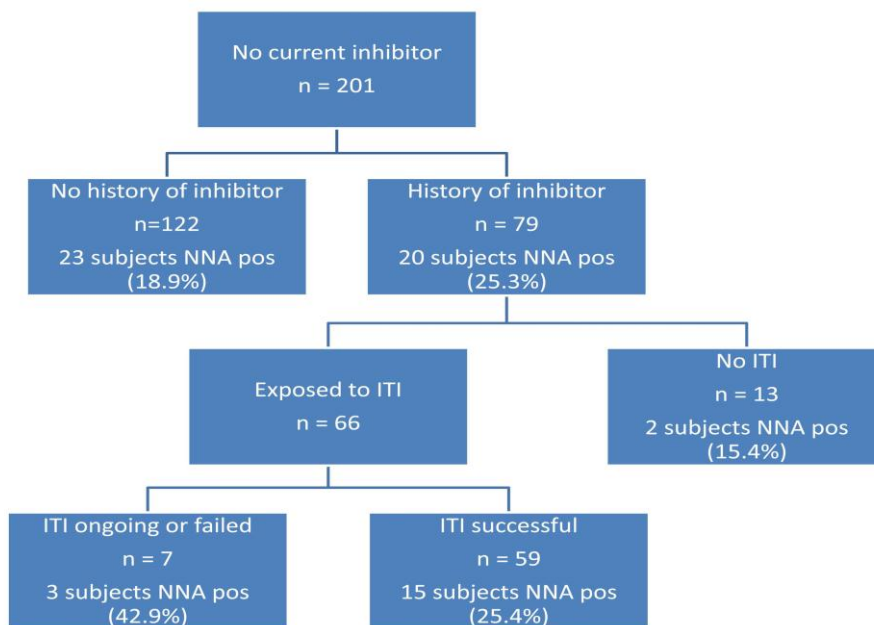 No current inhibitor
n = 201
No history of inhibitor
n=122
23 subjects NNA pos
(18.9%)
History of inhibitor
n = 79
20 subjects NNA pos
(25.3%)
Exposed to ITI
n = 66
No ITI
n = 13
2 subjects NNA pos
(15.4%)
ITI ongoing or failed
n = 7
3 subjects NNA pos
(42.9%)
ITI successful
n = 59
15 subjects NNA pos
(25.4%)